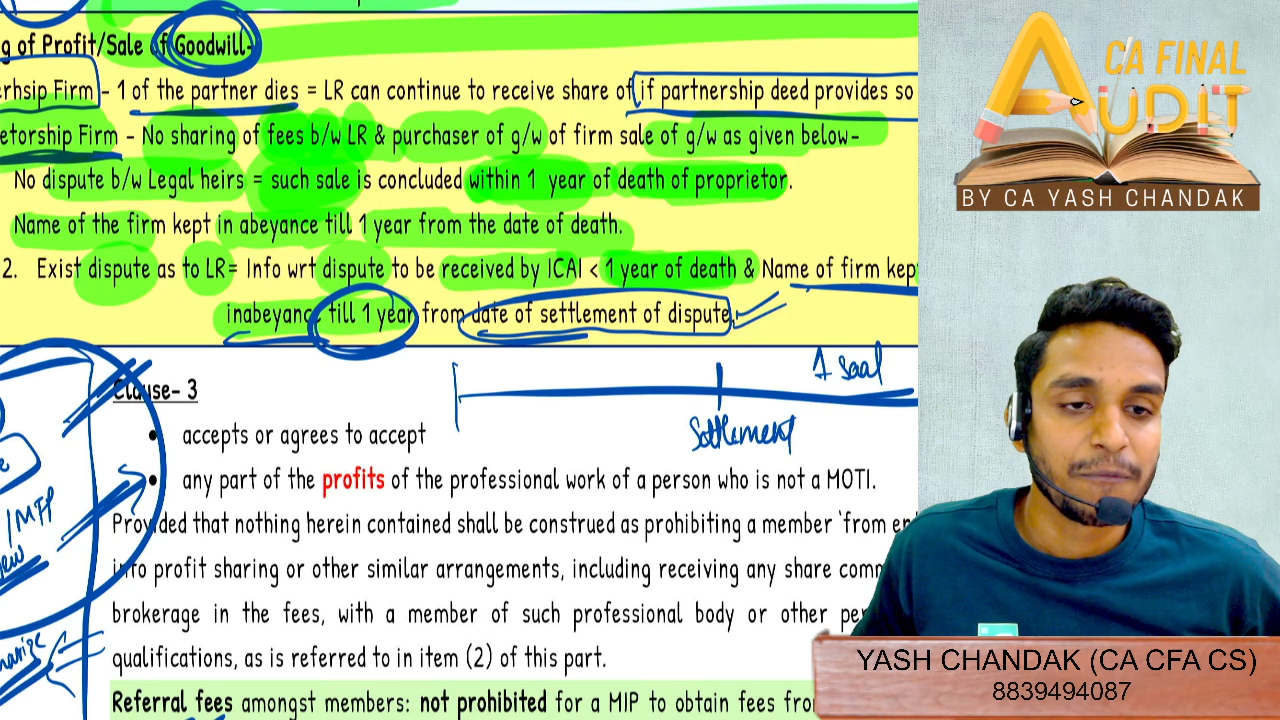 g of Profit/Sale of Goodwill-
erhsip Firm - 1 of the partner dies = LR can continue to receive share of if partnership deed provides so
etorship Firm - No sharing of fees b/w LR & purchaser of g/w of firm sale of g/w as given below-
No dispute b/w Legal heirs = such sale is concluded within 1 year of death of proprietor.
Name of the firm kept in abeyance till 1 year from the date of death.
2. Exist dispute as to LR= Info wrt dispute to be received by ICAI < 1 year of death & Name of firm kep
inabeyance till 1 year from date of settlement of dispute.
1 saal
Settlement
Clause- 3
• accepts or agrees to accept
• any part of the profits of the professional work of a person who is not a MOTI.
/MFP
Provided that nothing herein contained shall be construed as prohibiting a member 'from en
into profit sharing or other similar arrangements, including receiving any share comm
brokerage in the fees, with a member of such professional body or other per
qualifications, as is referred to in item (2) of this part.
Referral fees amongst members: not prohibited for a MIP to obtain fees from
CA FINAL
AUDIT
BY CA YASH CHANDAK
YASH CHANDAK (CA CFA CS)
8839494087